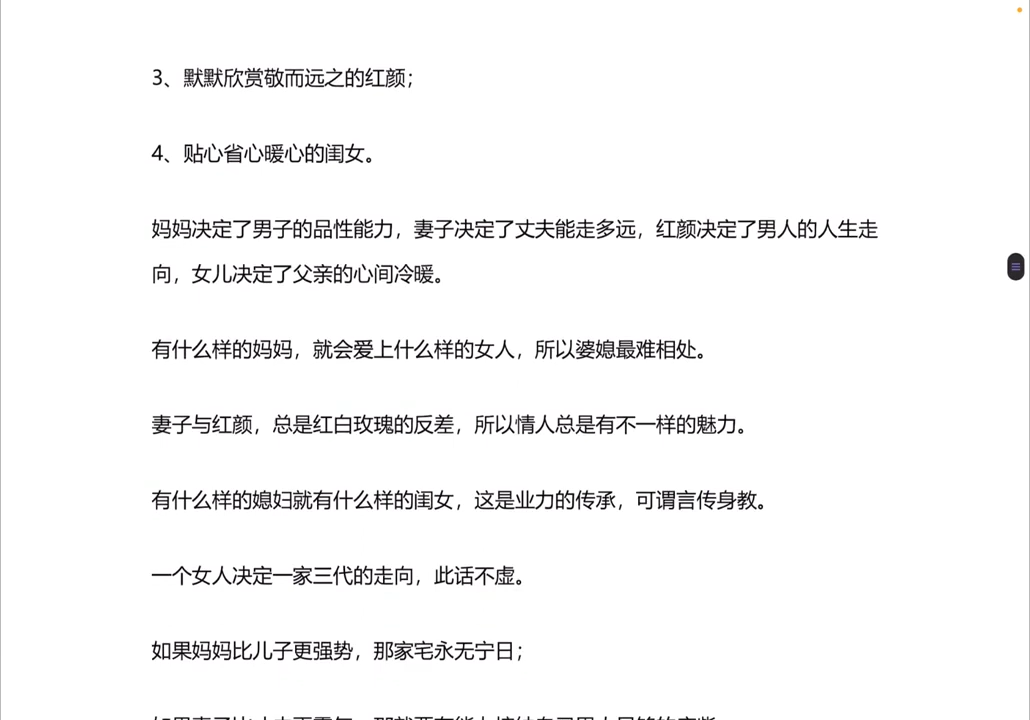 3、默默欣赏敬而远之的红颜；
4、贴心省心暖心的闺女。
妈妈决定了男子的品性能力，妻子决定了丈夫能走多远，红颜决定了男人的人生走
向，女儿决定了父亲的心间冷暖。
有什么样的妈妈，就会爱上什么样的女人，所以婆媳最难相处。
妻子与红颜，总是红白玫瑰的反差，所以情人总是有不一样的魅力。
有什么样的媳妇就有什么样的闺女，这是业力的传承，可谓言传身教。
一个女人决定一家三代的走向，此话不虚。
如果妈妈比儿子更强势，那家宅永无宁日；